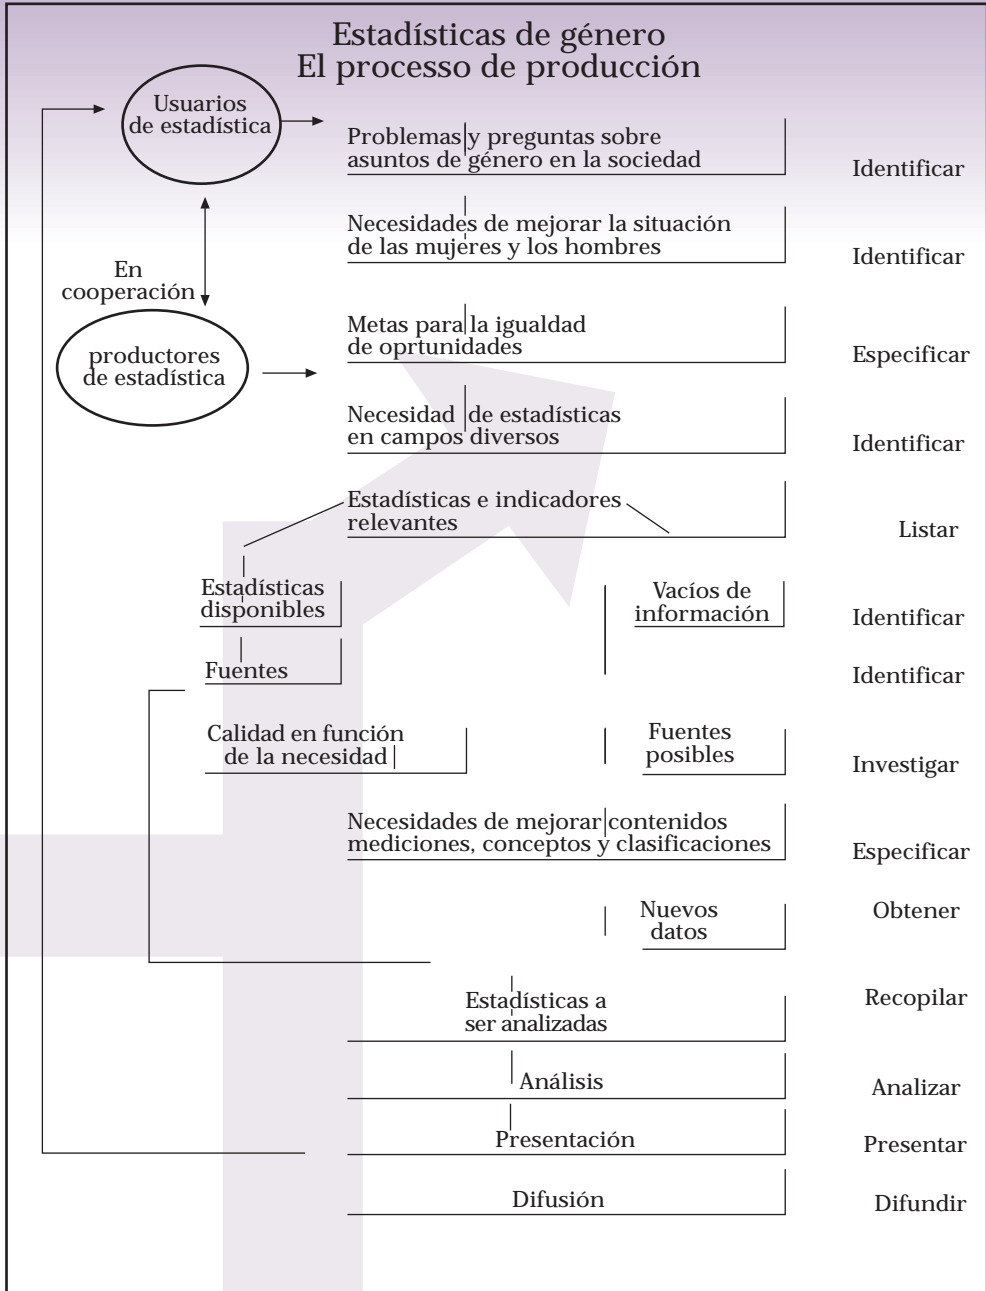 Estadísticas de género
El processo de producción
Usuarios
de estadística
Problemas y preguntas sobre
asuntos de género en la sociedad
Identificar
Necesidades de mejorar la situación
de las mujeres y los hombres
Identificar
En
cooperación
productores
de estadística
Metas para la igualdad
de oprtunidades
Especificar
Necesidad de estadísticas
en campos diversos
Identificar
Estadísticas e indicadores
relevantes
Listar
Estadísticas
disponibles
Vacíos de
información
Identificar
Fuentes
Identificar
Calidad en función
de la necesidad
Fuentes
posibles
Investigar
Necesidades de mejorar contenidos
mediciones, conceptos y clasificaciones
Especificar
Nuevos
datos
Obtener
Estadísticas a
ser analizadas
Recopilar
Análisis
Analizar
Presentación
Presentar
Difusión
Difundir